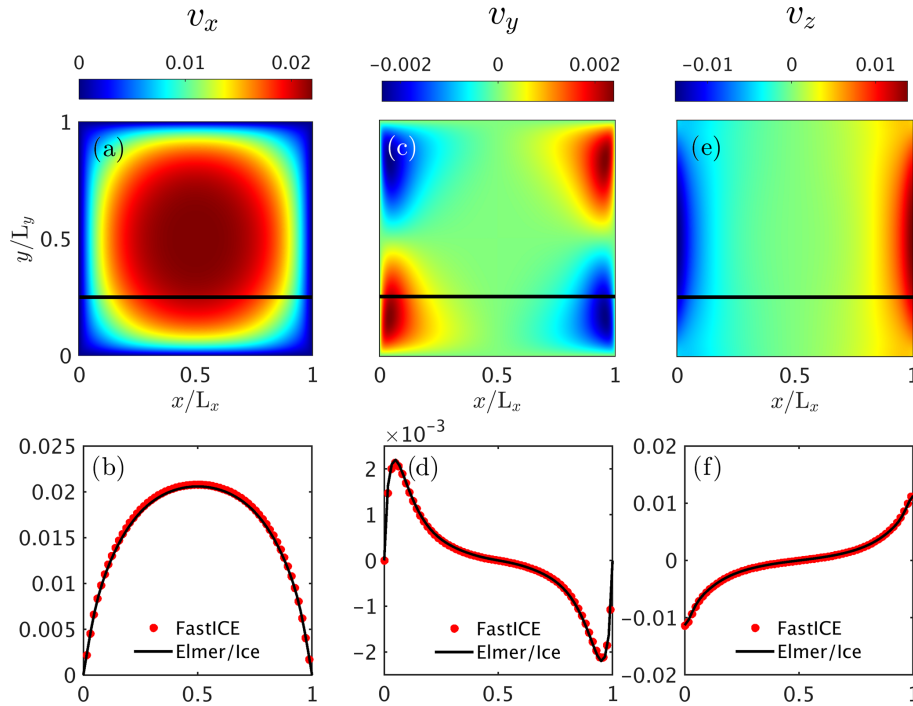 v_x v_y v_z
0 0.01 0.02 −0.002 0 0.002 −0.01 0 0.01
1 (a) (c) (e)
y/L_y
0.5
0
0 0.5 1 0 0.5 1 0 0.5 1
x/L_x x/L_x x/L_x
0.025 ×10⁻³ 0.02
(b) (d) (f)
0.02 2
0.015 1 0.01
0.01 0 0
0.005 −1 −0.01
0 −2 −0.02
FastICE FastICE FastICE
Elmer/Ice Elmer/Ice Elmer/Ice
0 0.5 1 0 0.5 1 0 0.5 1